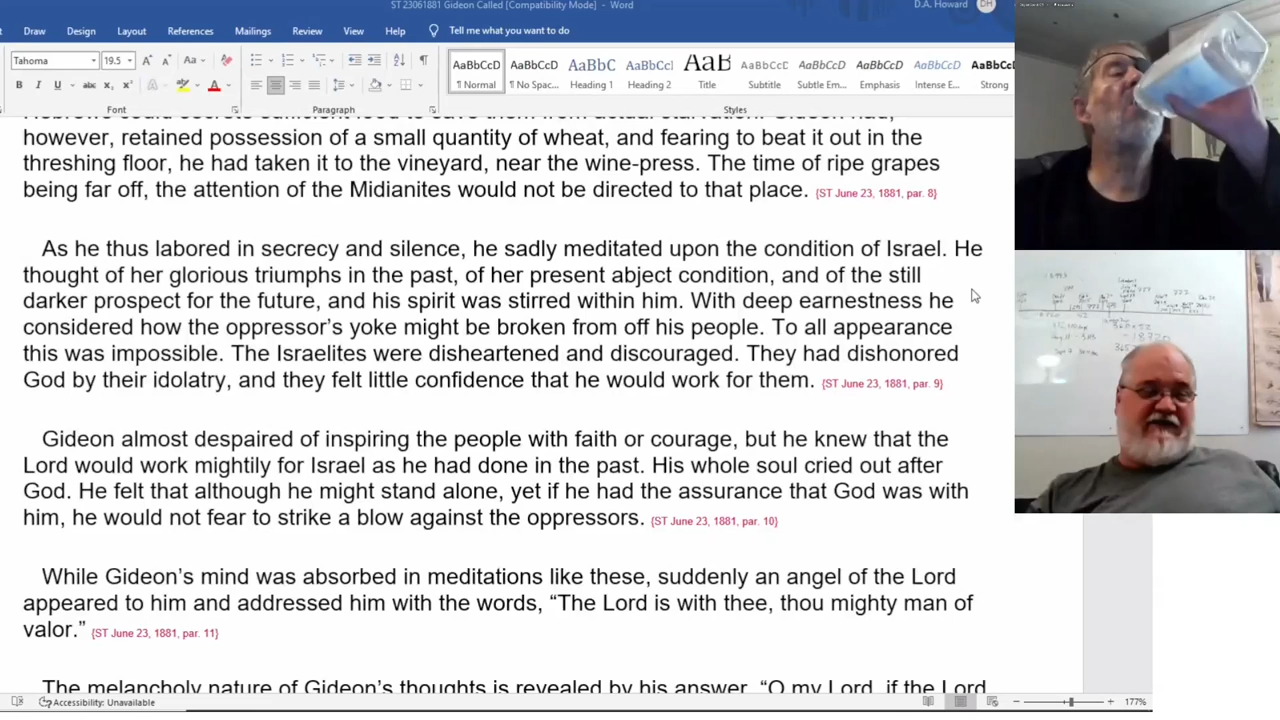 ST 23061881 Gideon Called [Compatibility Mode] - Word
D.A. Howard DH
Draw Design Layout References Mailings Review View Help Tell me what you want to do
Tahoma 19.5
AaBbCcD AaBbCcD AaBbC AaBbCcD AaB AaBbCcD AaBbCcD AaBbCcD AaBbCcD AaBbCcD
¶ Normal ¶ No Spac... Heading 1 Heading 2 Title Subtitle Subtle Em... Emphasis Intense E... Strong
Font Paragraph Styles
however, retained possession of a small quantity of wheat, and fearing to beat it out in the
threshing floor, he had taken it to the vineyard, near the wine-press. The time of ripe grapes
being far off, the attention of the Midianites would not be directed to that place. {ST June 23, 1881, par. 8}
As he thus labored in secrecy and silence, he sadly meditated upon the condition of Israel. He
thought of her glorious triumphs in the past, of her present abject condition, and of the still
darker prospect for the future, and his spirit was stirred within him. With deep earnestness he
considered how the oppressor’s yoke might be broken from off his people. To all appearance
this was impossible. The Israelites were disheartened and discouraged. They had dishonored
God by their idolatry, and they felt little confidence that he would work for them. {ST June 23, 1881, par. 9}
Gideon almost despaired of inspiring the people with faith or courage, but he knew that the
Lord would work mightily for Israel as he had done in the past. His whole soul cried out after
God. He felt that although he might stand alone, yet if he had the assurance that God was with
him, he would not fear to strike a blow against the oppressors. {ST June 23, 1881, par. 10}
While Gideon’s mind was absorbed in meditations like these, suddenly an angel of the Lord
appeared to him and addressed him with the words, “The Lord is with thee, thou mighty man of
valor.” {ST June 23, 1881, par. 11}
The melancholy nature of Gideon’s thoughts is revealed by his answer, “O my Lord, if the Lord
Accessibility: Unavailable
177%